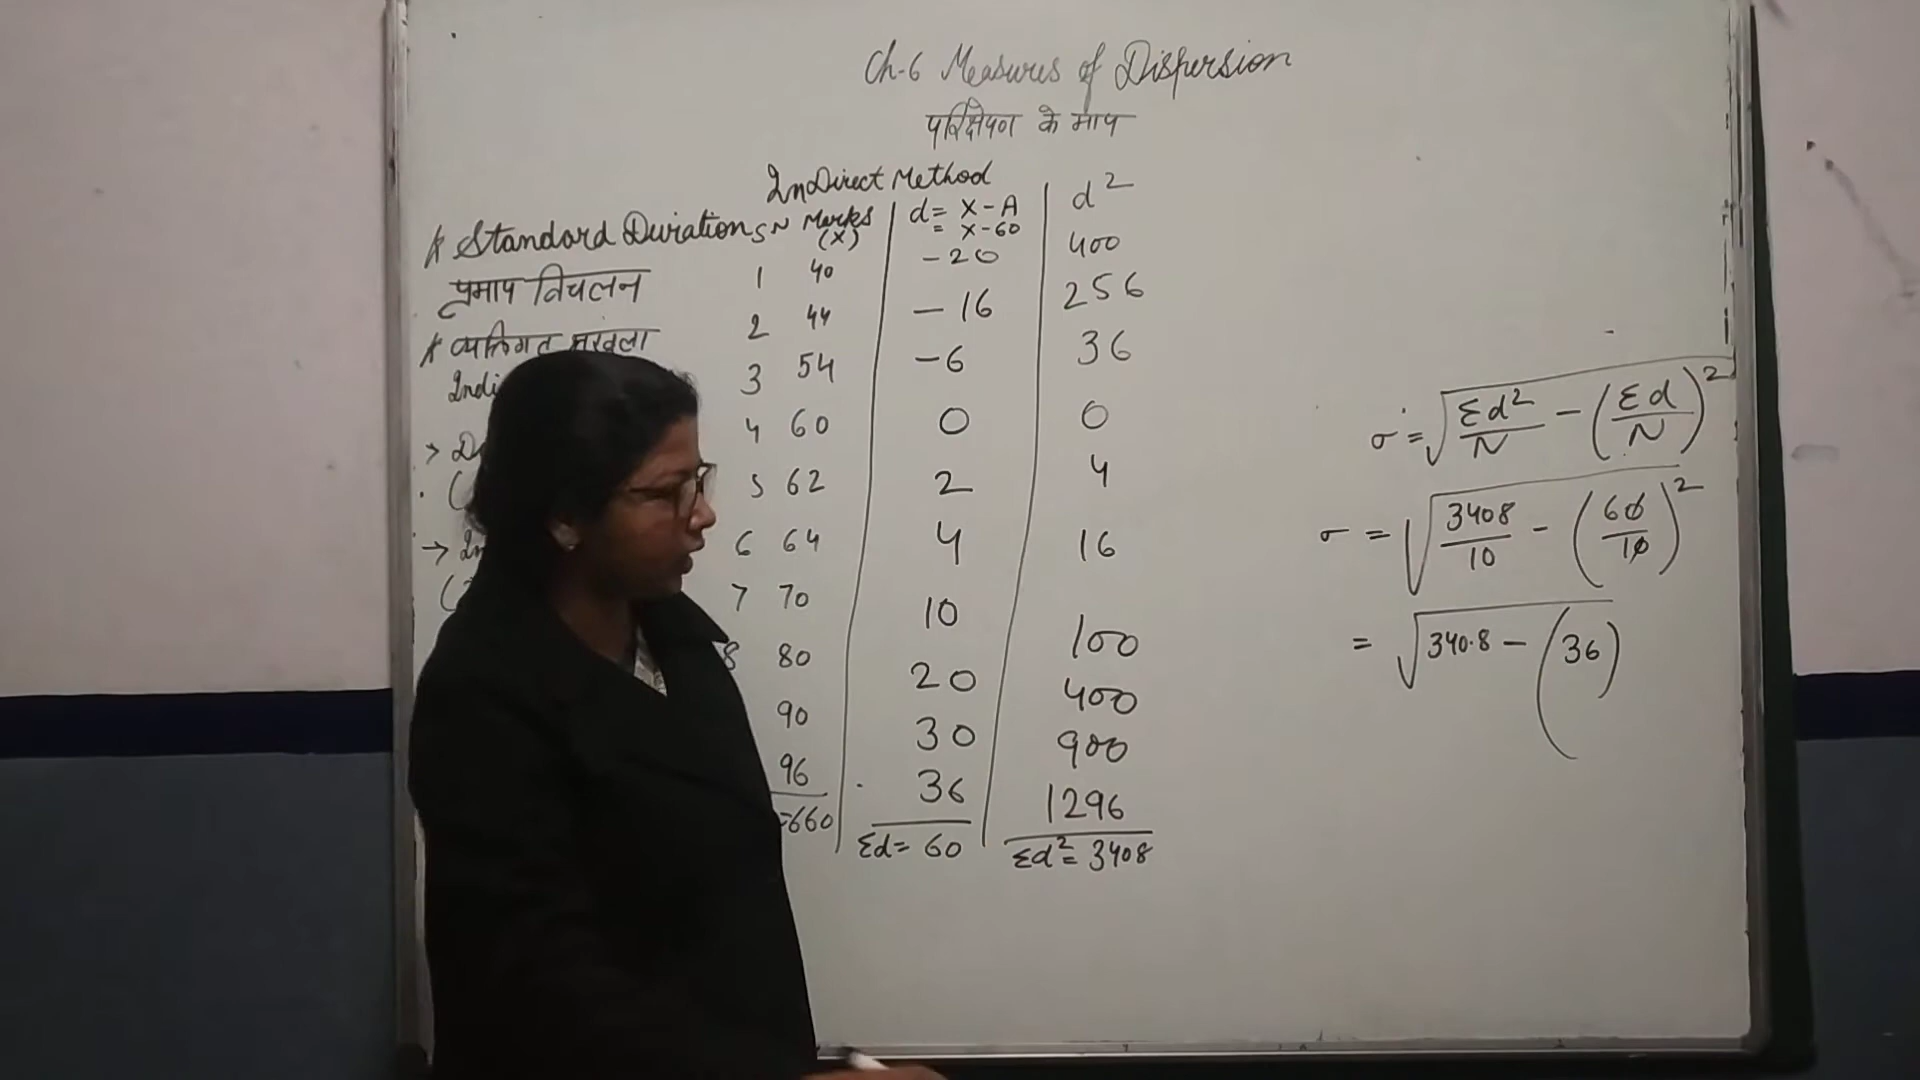 Ch-6 Measures of Dispersion
परिक्षेपण के माप
InDirect Method
* Standard Diviation
प्रमाप विचलन
* व्यक्तिगत
Indi
SN Marks (X) d = X - A = X - 60 d²
1 40 -20 400
2 44 -16 256
3 54 -6 36
4 60 0 0
5 62 2 4
6 64 4 16
7 70 10 100
8 80 20 400
90 30 900
96 36 1296
=660 Σd = 60 Σd² = 3408
σ = √Σd²/N - (Σd/N)²
σ = √3408/10 - (60/10)²
= √340.8 - (36)